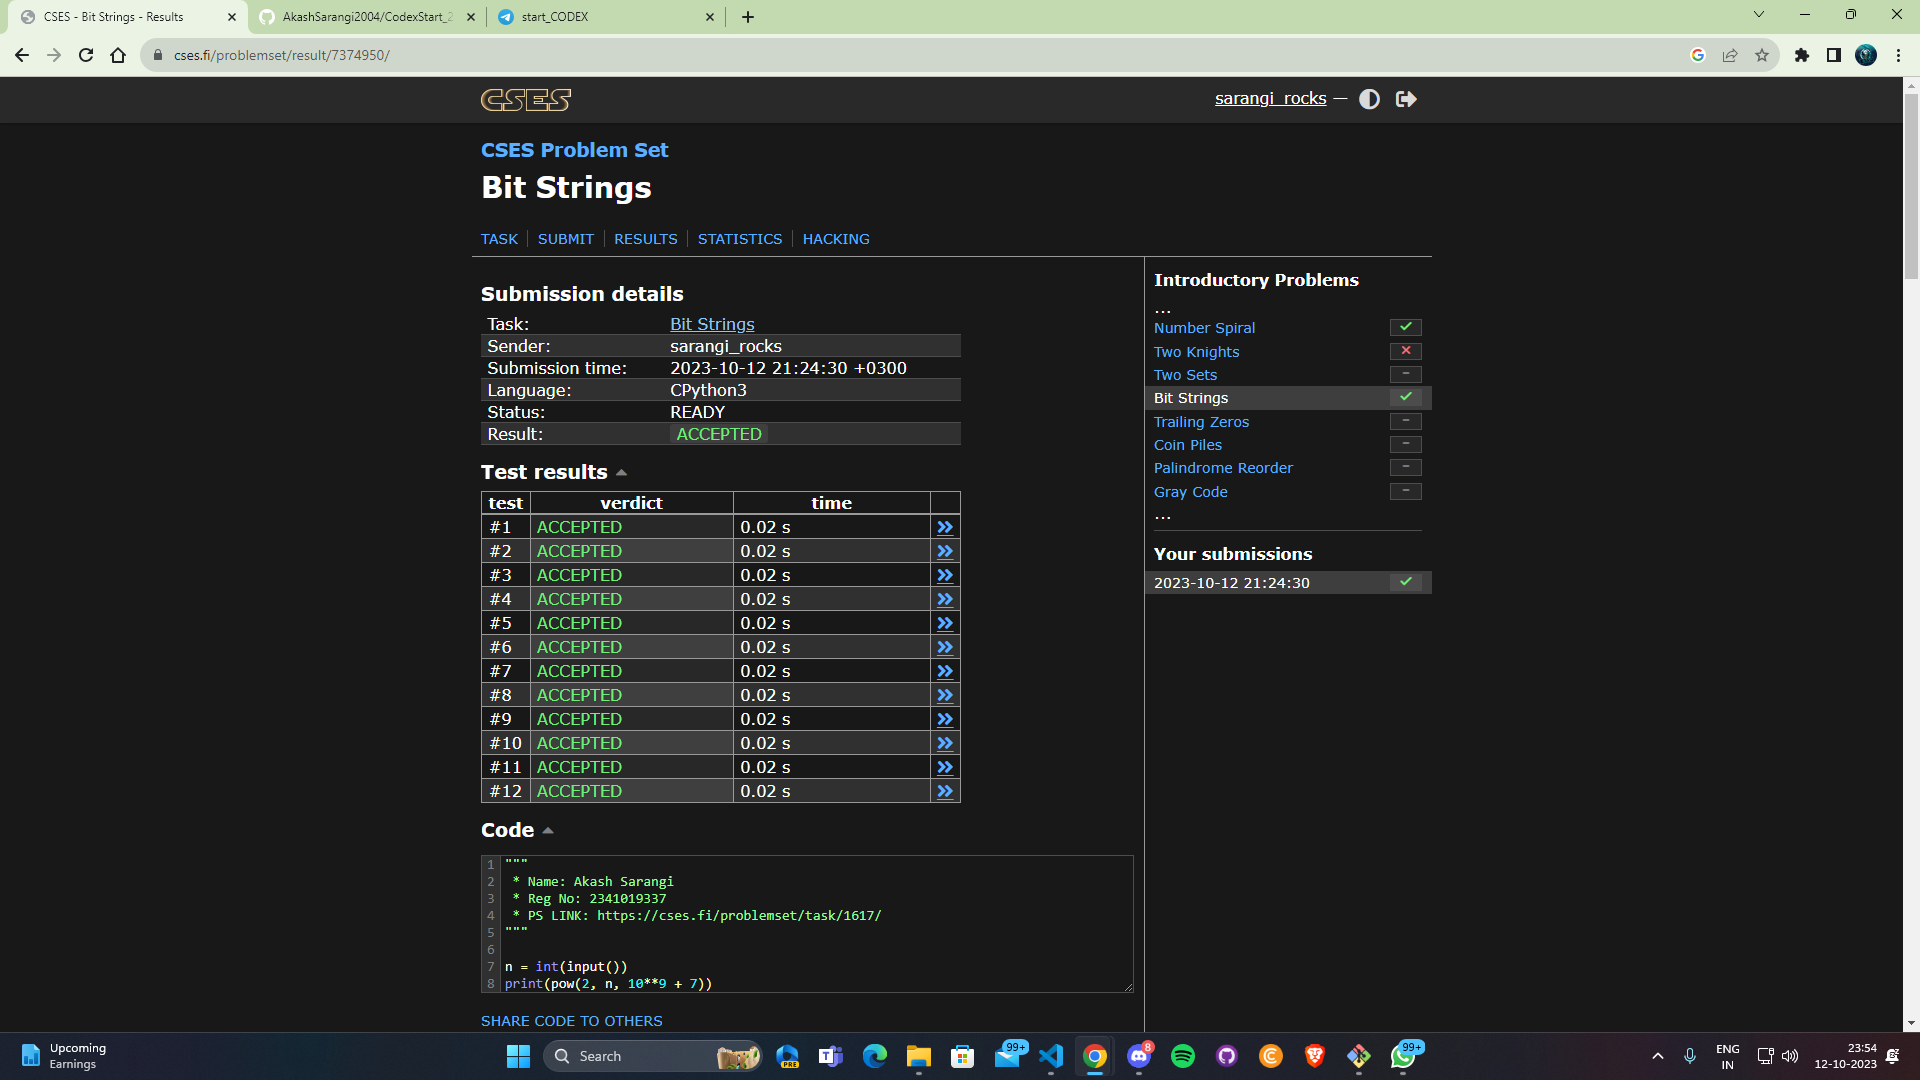 CSES - Bit Strings - Results
AkashSarangi2004/CodexStart_2
start_CODEX
cses.fi/problemset/result/7374950/
CSES
sarangi_rocks —
CSES Problem Set
Bit Strings
TASK | SUBMIT | RESULTS | STATISTICS | HACKING
Submission details
Task: Bit Strings
Sender: sarangi_rocks
Submission time: 2023-10-12 21:24:30 +0300
Language: CPython3
Status: READY
Result: ACCEPTED
Test results
test verdict time
#1 ACCEPTED 0.02 s »
#2 ACCEPTED 0.02 s »
#3 ACCEPTED 0.02 s »
#4 ACCEPTED 0.02 s »
#5 ACCEPTED 0.02 s »
#6 ACCEPTED 0.02 s »
#7 ACCEPTED 0.02 s »
#8 ACCEPTED 0.02 s »
#9 ACCEPTED 0.02 s »
#10 ACCEPTED 0.02 s »
#11 ACCEPTED 0.02 s »
#12 ACCEPTED 0.02 s »
Code
1 """
2 * Name: Akash Sarangi
3 * Reg No: 2341019337
4 * PS LINK: https://cses.fi/problemset/task/1617/
5 """
6
7 n = int(input())
8 print(pow(2, n, 10**9 + 7))
SHARE CODE TO OTHERS
Introductory Problems
...
Number Spiral
Two Knights
Two Sets –
Bit Strings
Trailing Zeros –
Coin Piles –
Palindrome Reorder –
Gray Code –
...
Your submissions
2023-10-12 21:24:30
Upcoming
Earnings
Search
PRE
99+
8
99+
ENG
IN
23:54
12-10-2023